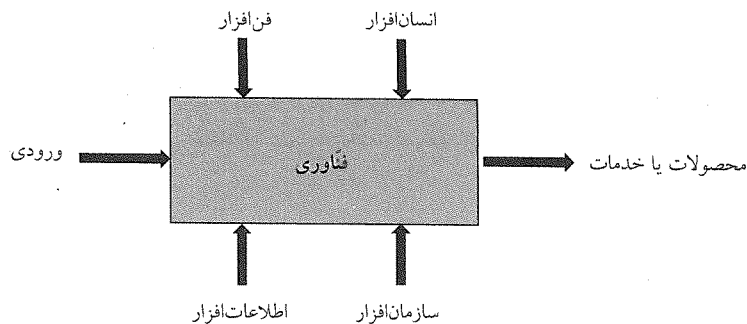 انسان‌افزار
فن‌افزار
ورودی
فنّاوری
محصولات یا خدمات
سازمان‌افزار
اطلاعات‌افزار